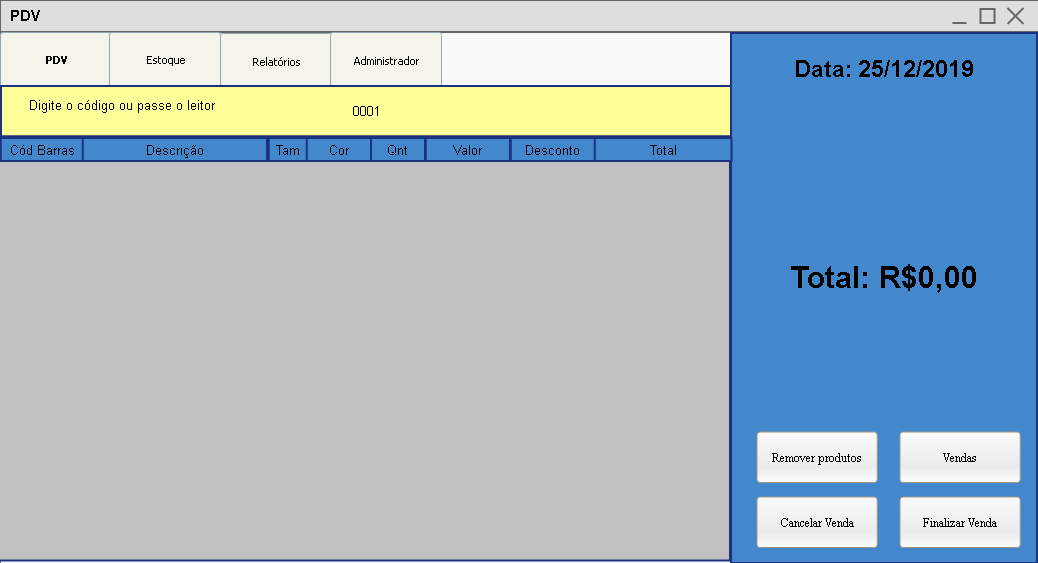 PDV
PDV Estoque Relatórios Administrador
Data: 25/12/2019
Digite o código ou passe o leitor 0001
Cód Barras Descrição Tam Cor Qnt Valor Desconto Total
Total: R$0,00
Remover produtos Vendas
Cancelar Venda Finalizar Venda